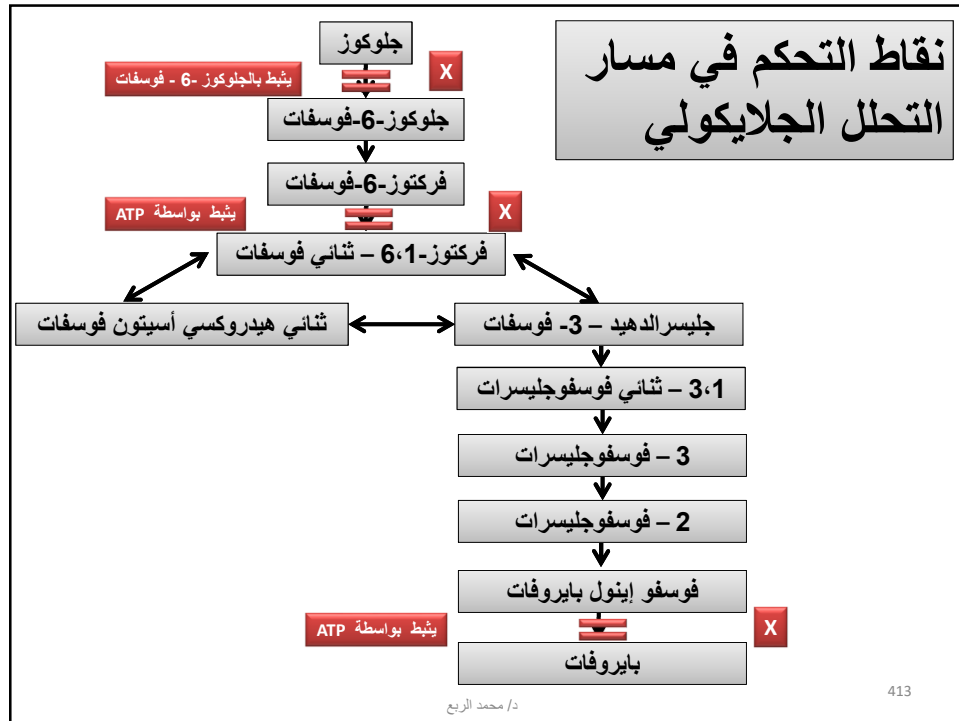 نقاط التحكم في مسار
التحلل الجلايكولي
جلوكوز
X
يثبط بالجلوكوز -6 - فوسفات
جلوكوز-6-فوسفات
فركتوز-6-فوسفات
X
يثبط بواسطة ATP
فركتوز-6،1 – ثنائي فوسفات
جليسرالدهيد – 3- فوسفات
ثنائي هيدروكسي أسيتون فوسفات
3،1 – ثنائي فوسفوجليسرات
3 – فوسفوجليسرات
2 – فوسفوجليسرات
فوسفو إينول بايروفات
X
يثبط بواسطة ATP
بايروفات
د/ محمد الربع
413